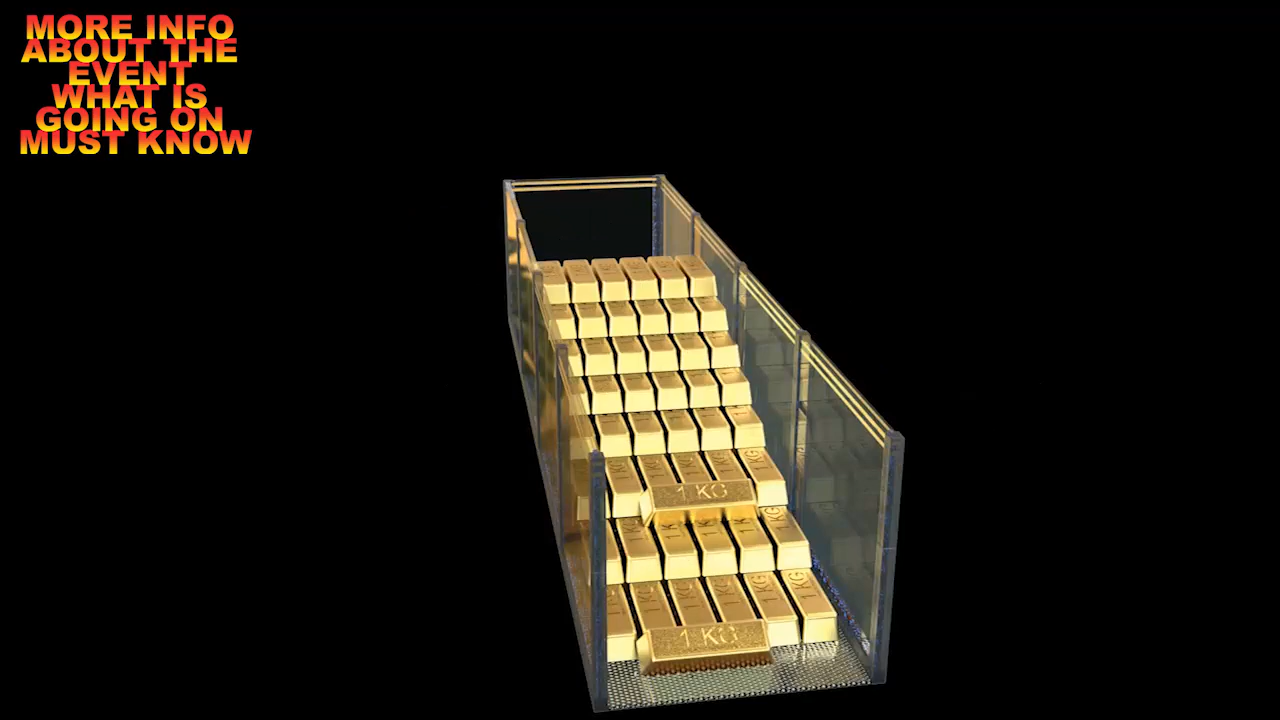 MORE INFO
ABOUT THE
EVENT
WHAT IS
GOING ON
MUST KNOW
1 KG
1 KG